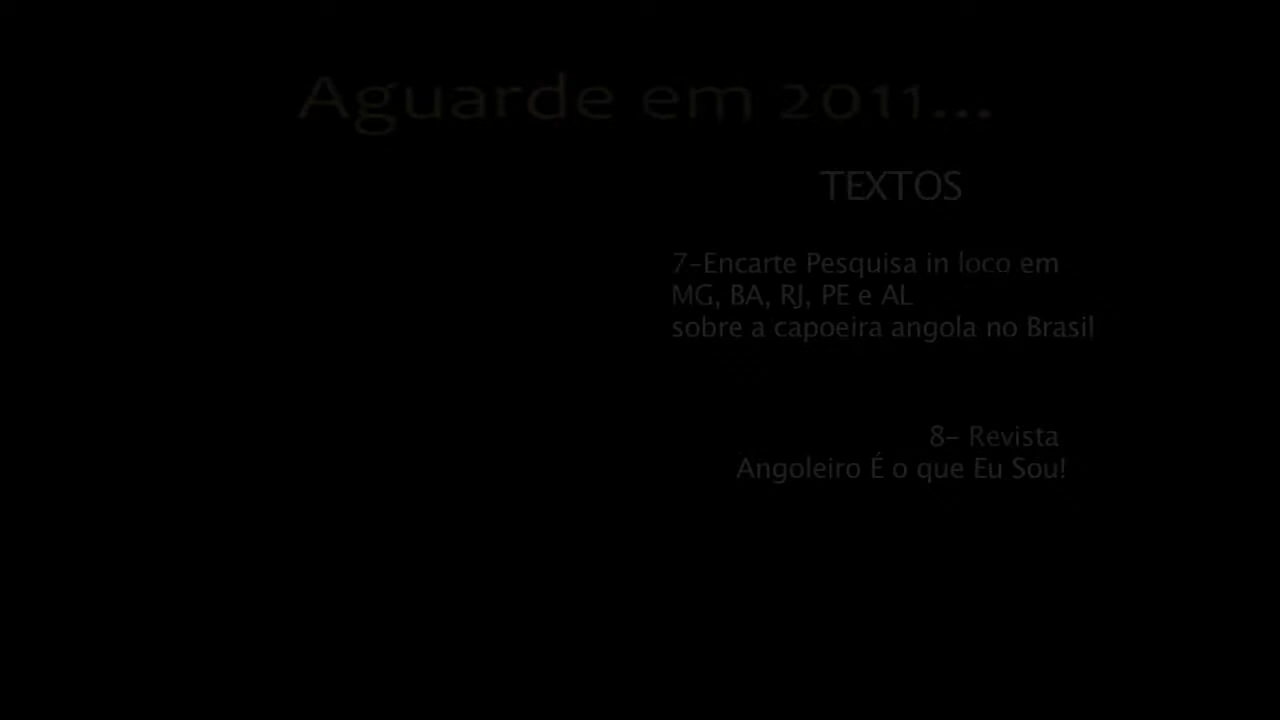 Aguarde em 2011...
TEXTOS
7-Encarte Pesquisa in loco em
MG, BA, RJ, PE e AL
sobre a capoeira angola no Brasil
8- Revista
Angoleiro É o que Eu Sou!